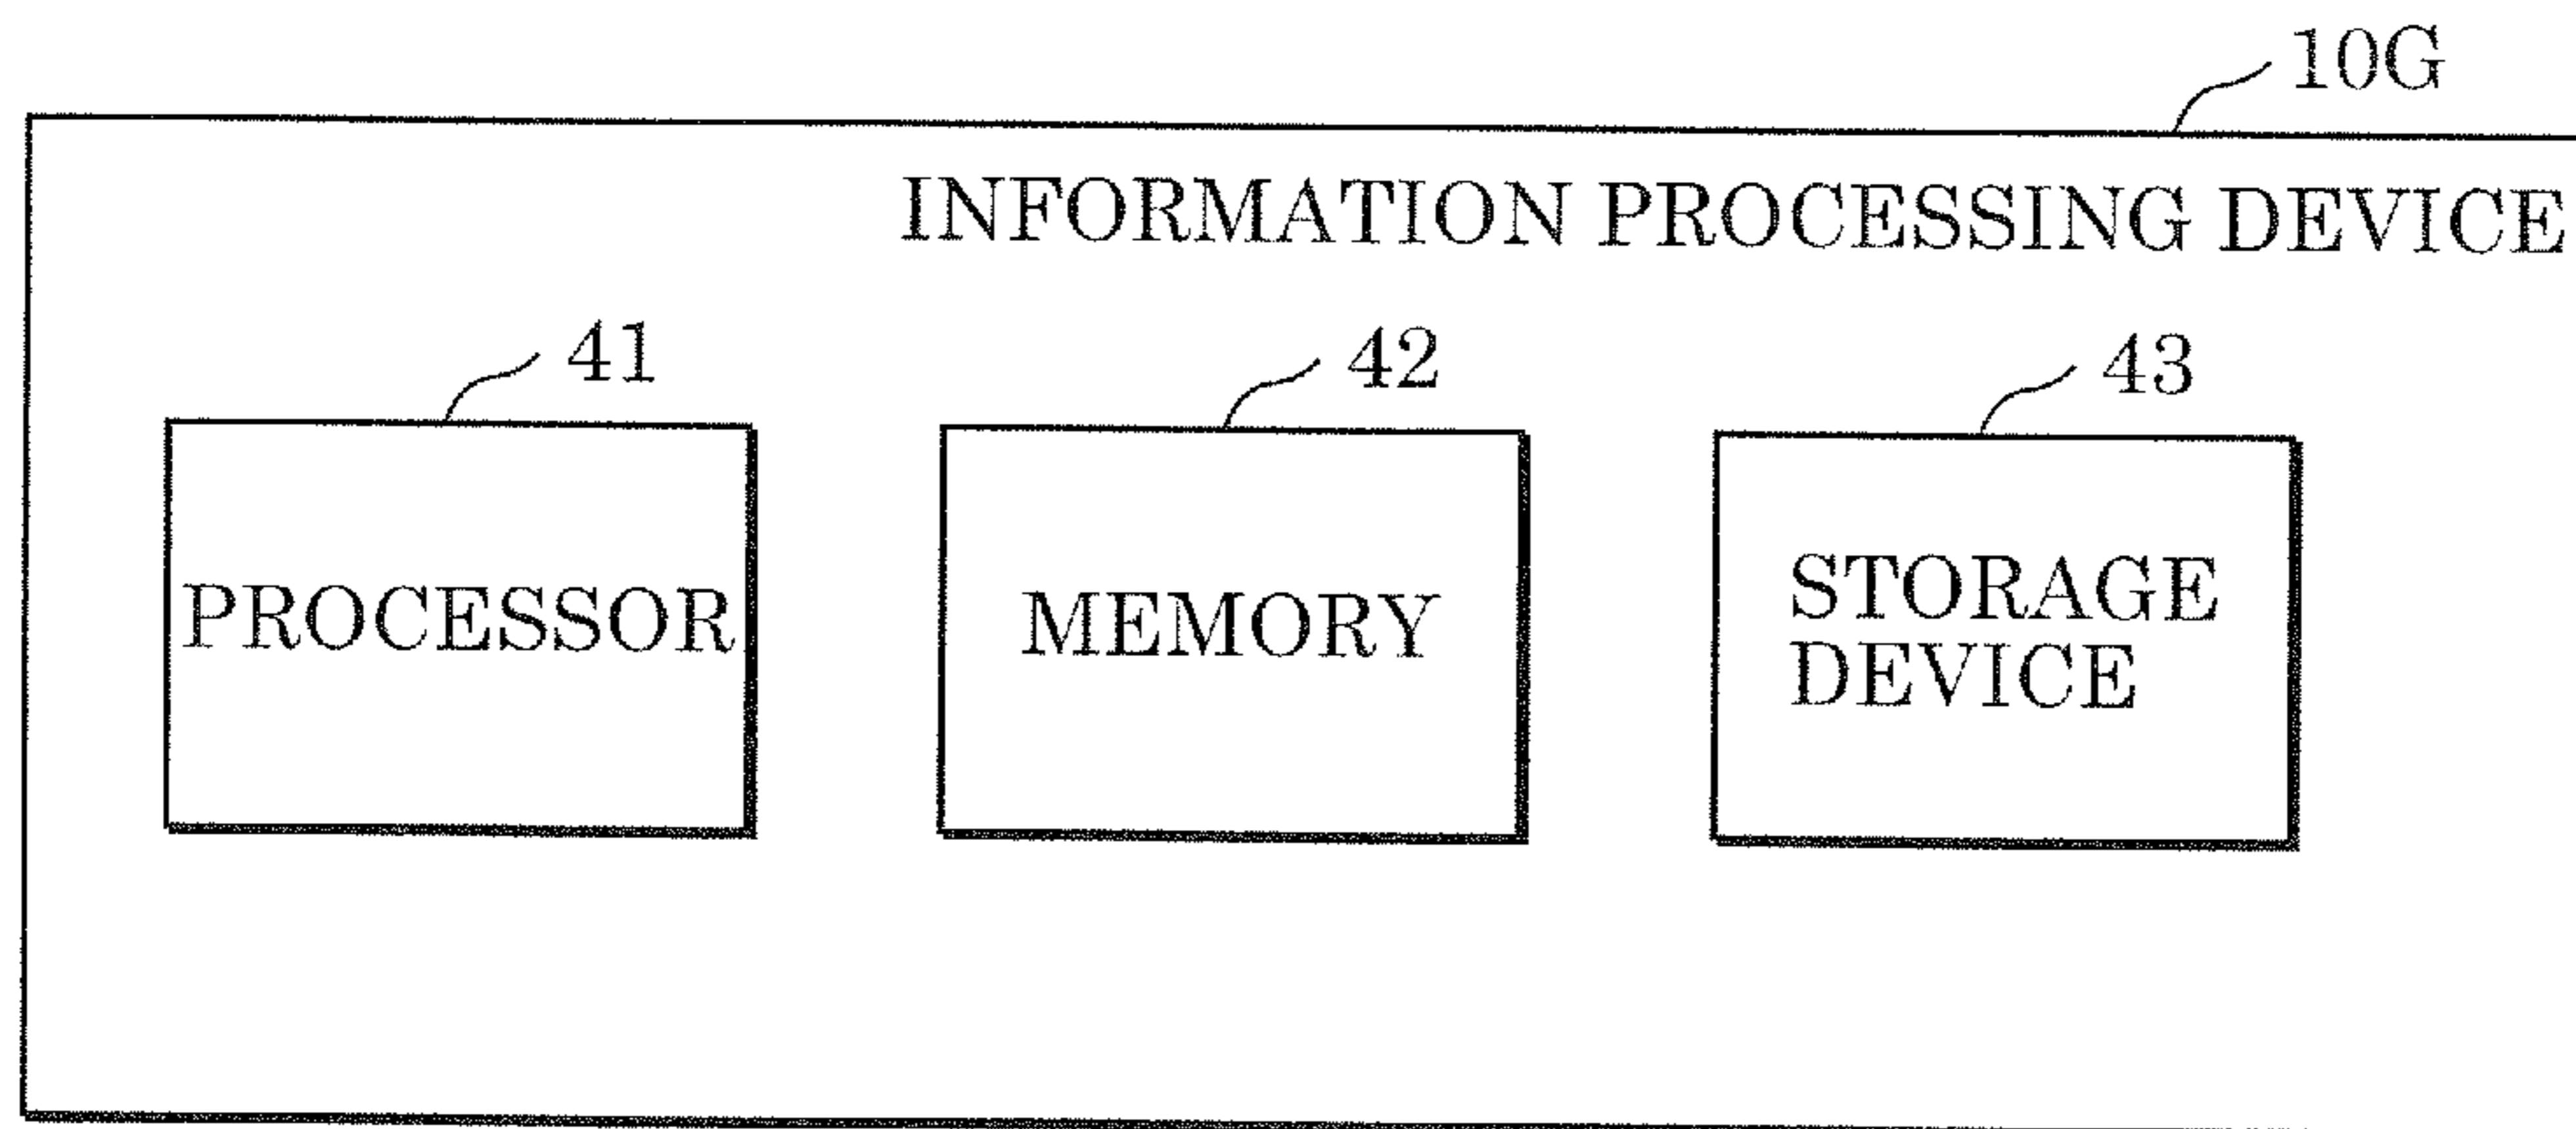 10G
INFORMATION PROCESSING DEVICE
41
42
43
PROCESSOR
MEMORY
STORAGE
DEVICE